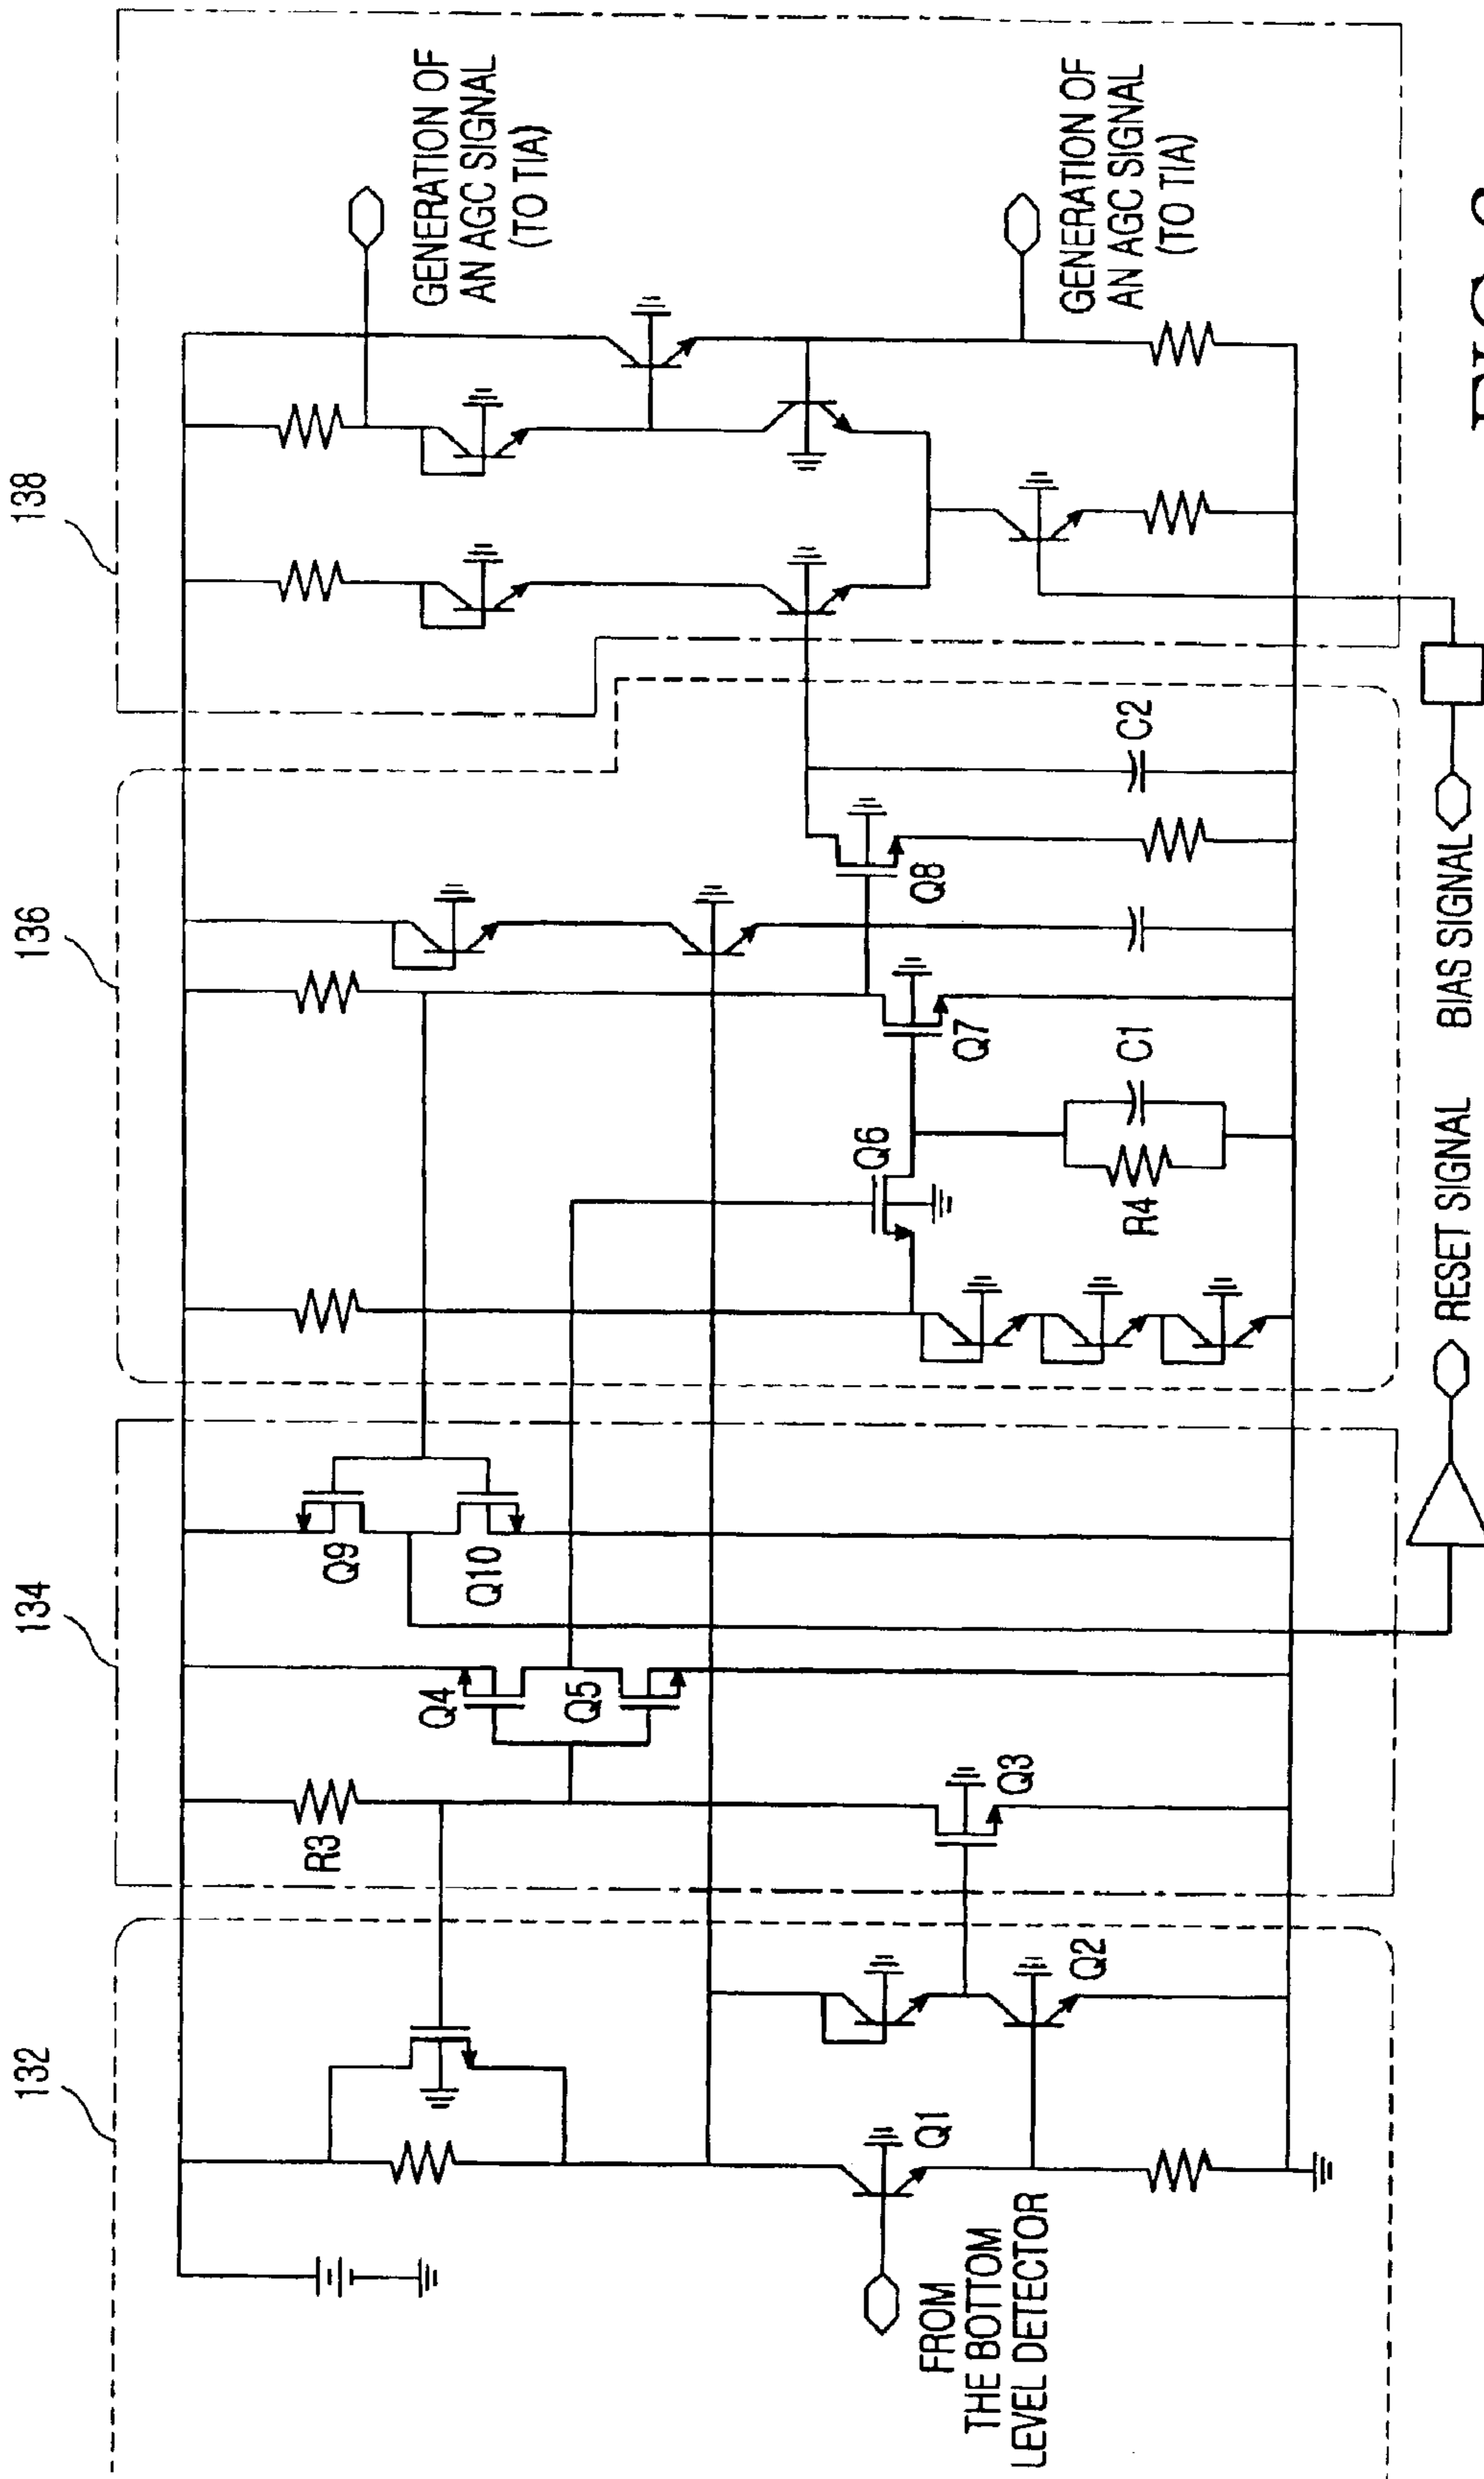 132
134
136
138
R3
Q4
Q5
Q9
Q10
Q1
Q2
Q3
Q6
Q7
Q8
R4
C1
C2
FROM
THE BOTTOM
LEVEL DETECTOR
GENERATION OF
AN AGC SIGNAL
(TO TIA)
GENERATION OF
AN AGC SIGNAL
(TO TIA)
RESET SIGNAL
BIAS SIGNAL